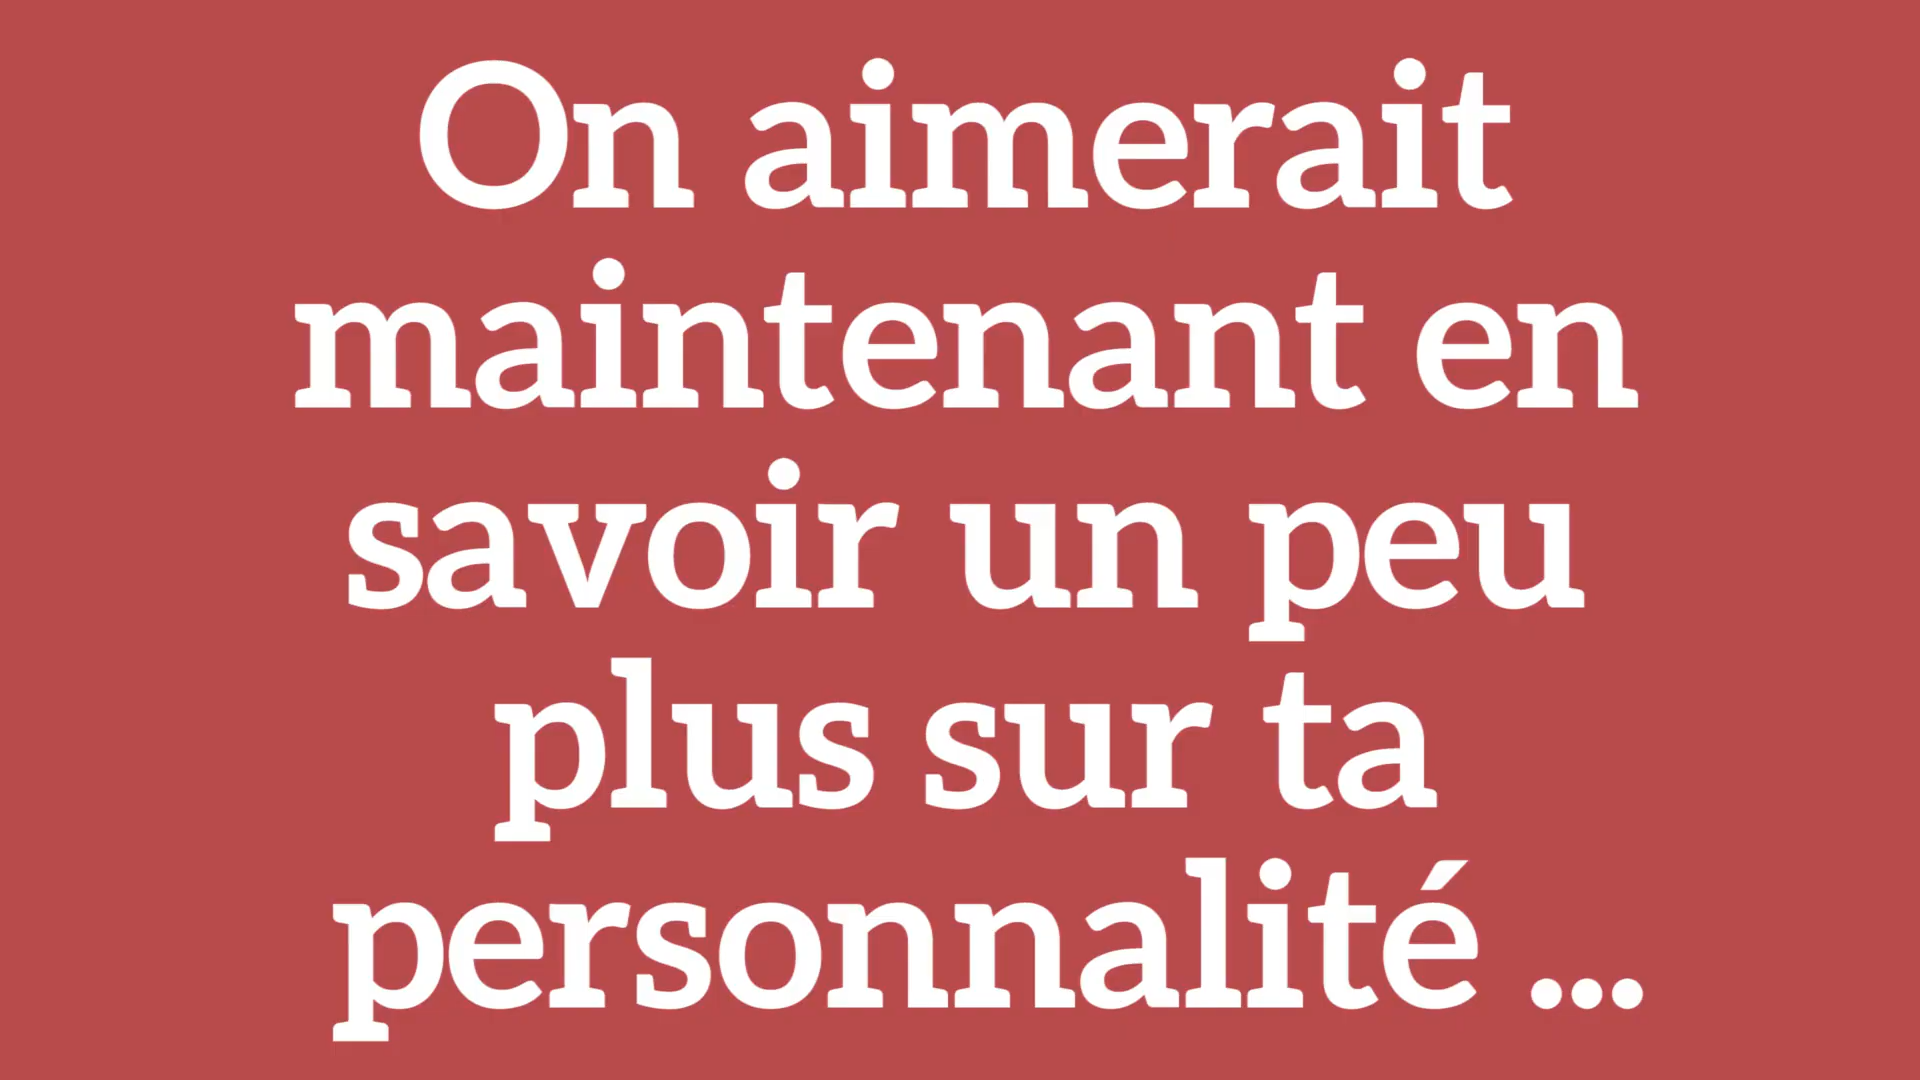 On aimerait
maintenant en
savoir un peu
plus sur ta
personnalité ...